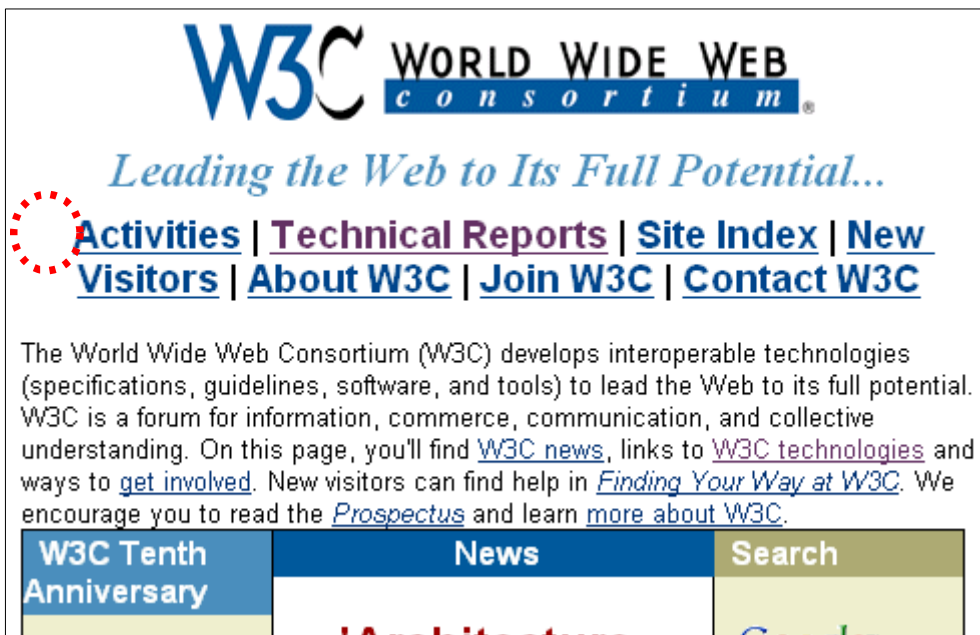 W3C WORLD WIDE WEB
consortium ®
Leading the Web to Its Full Potential...
Activities | Technical Reports | Site Index | New
Visitors | About W3C | Join W3C | Contact W3C
The World Wide Web Consortium (W3C) develops interoperable technologies
(specifications, guidelines, software, and tools) to lead the Web to its full potential.
W3C is a forum for information, commerce, communication, and collective
understanding. On this page, you'll find W3C news, links to W3C technologies and
ways to get involved. New visitors can find help in Finding Your Way at W3C. We
encourage you to read the Prospectus and learn more about W3C.
W3C Tenth
Anniversary
News
Search